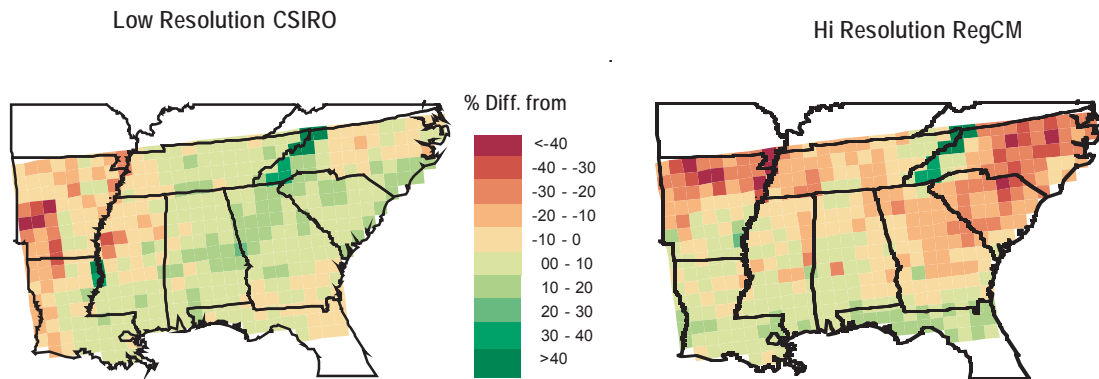 Low Resolution CSIRO
Hi Resolution RegCM
% Diff. from
<-40
-40 - -30
-30 - -20
-20 - -10
-10 - 0
00 - 10
10 - 20
20 - 30
30 - 40
>40